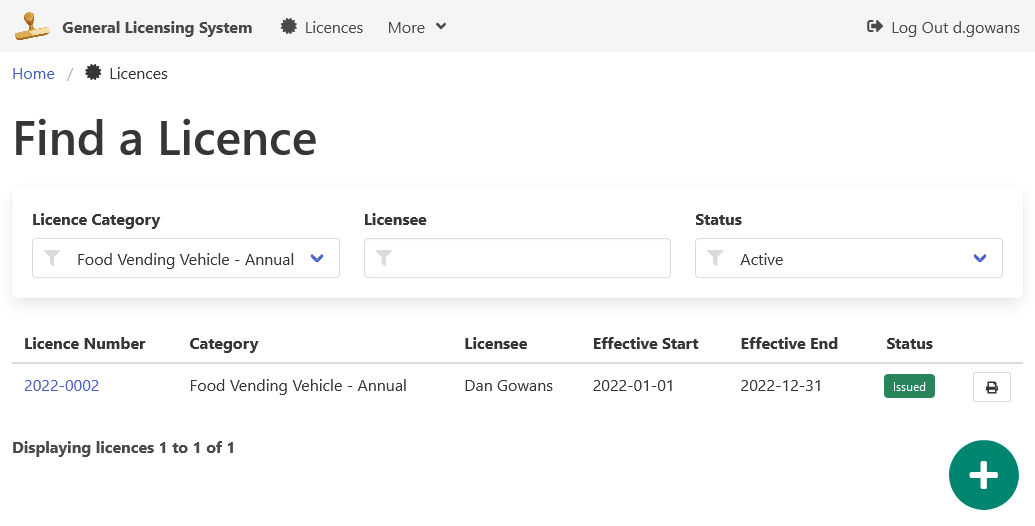 General Licensing System Licences More Log Out d.gowans
Home / Licences
Find a Licence
Licence Category Licensee Status
Food Vending Vehicle - Annual Active
Licence Number Category Licensee Effective Start Effective End Status
2022-0002 Food Vending Vehicle - Annual Dan Gowans 2022-01-01 2022-12-31 Issued
Displaying licences 1 to 1 of 1